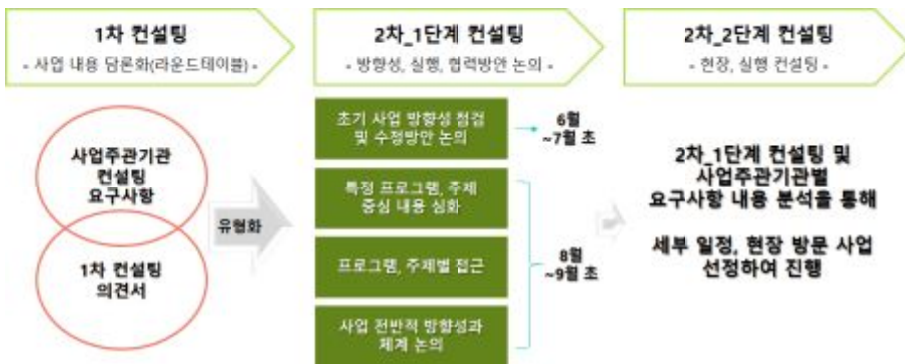 1차 컨설팅
- 사업 내용 담론화(라운드테이블) -
2차_1단계 컨설팅
- 방향성, 실행, 협력방안 논의 -
2차_2단계 컨설팅
- 현장, 실행 컨설팅 -
사업주관기관
컨설팅
요구사항
1차 컨설팅
의견서
유형화
초기 사업 방향성 점검
및 수정방안 논의
특정 프로그램, 주제
중심 내용 심화
프로그램, 주제별 접근
사업 전반적 방향성과
체계 논의
6월
~7월 초
8월
~9월 초
2차_1단계 컨설팅 및
사업주관기관별
요구사항 내용 분석을 통해
세부 일정, 현장 방문 사업
선정하여 진행